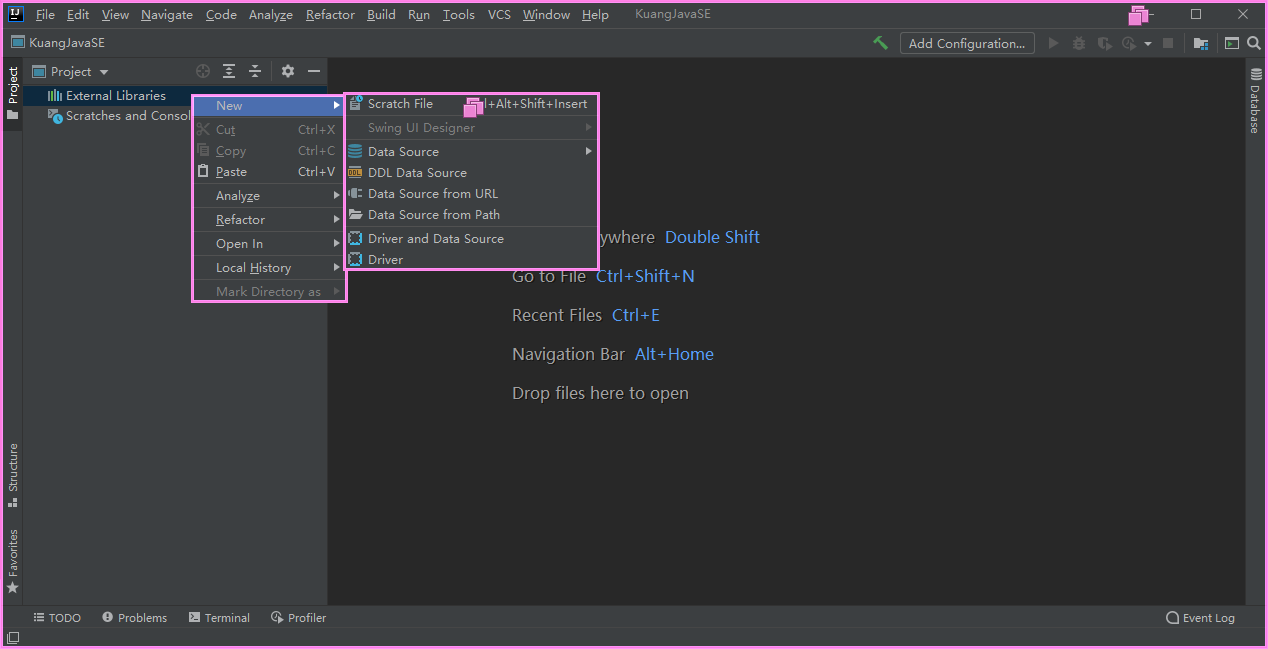 File Edit View Navigate Code Analyze Refactor Build Run Tools VCS Window Help KuangJavaSE
KuangJavaSE
Add Configuration...
Project
Project
External Libraries
Scratches and Consol
New
Cut Ctrl+X
Copy Ctrl+C
Paste Ctrl+V
Analyze
Refactor
Open In
Local History
Mark Directory as
Scratch File l+Alt+Shift+Insert
Swing UI Designer
Data Source
DDL Data Source
Data Source from URL
Data Source from Path
Driver and Data Source
Driver
ywhere Double Shift
Go to File Ctrl+Shift+N
Recent Files Ctrl+E
Navigation Bar Alt+Home
Drop files here to open
Database
Structure
Favorites
TODO Problems Terminal Profiler Event Log